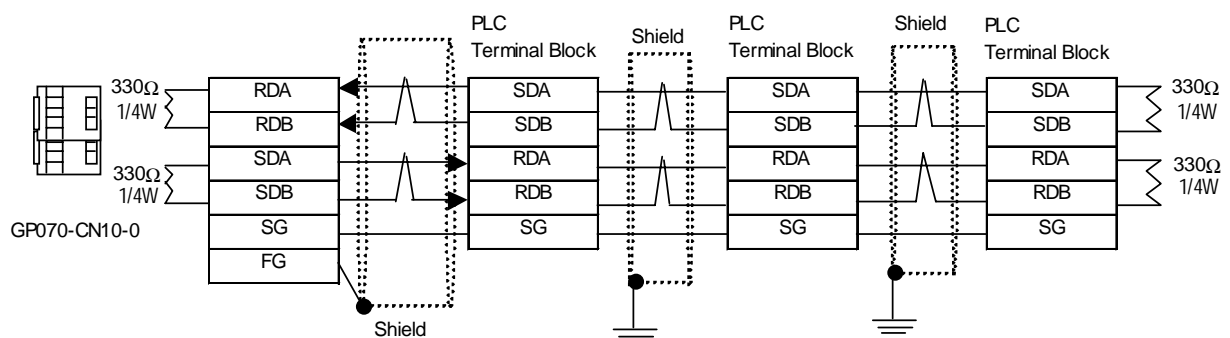 PLC
Terminal Block
Shield
PLC
Terminal Block
Shield
PLC
Terminal Block
330Ω
1/4W
330Ω
1/4W
GP070-CN10-0
RDA
RDB
SDA
SDB
SG
FG
Shield
SDA
SDB
RDA
RDB
SG
SDA
SDB
RDA
RDB
SG
SDA
SDB
RDA
RDB
SG
330Ω
1/4W
330Ω
1/4W